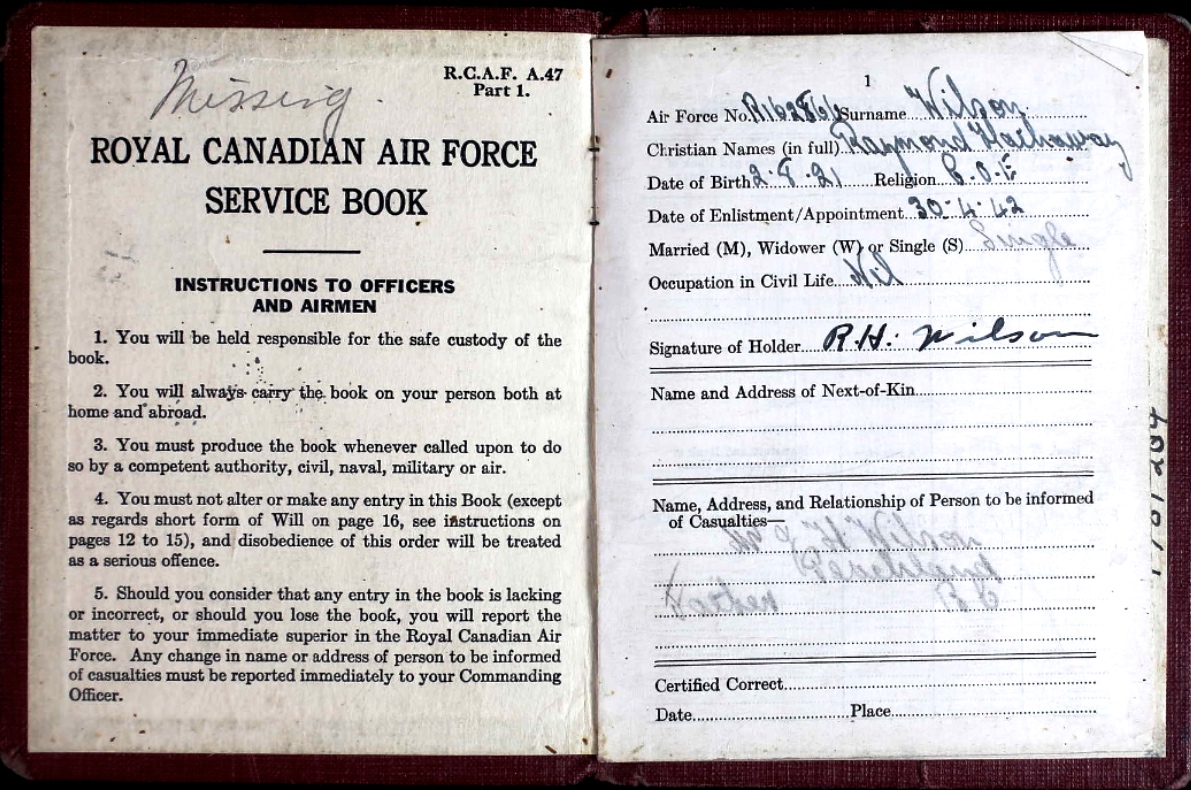 Missing
R.C.A.F. A.47
Part 1.
ROYAL CANADIAN AIR FORCE
SERVICE BOOK
INSTRUCTIONS TO OFFICERS
AND AIRMEN
1. You will be held responsible for the safe custody of the
book.
2. You will always carry the book on your person both at
home and abroad.
3. You must produce the book whenever called upon to do
so by a competent authority, civil, naval, military or air.
4. You must not alter or make any entry in this Book (except
as regards short form of Will on page 16, see instructions on
pages 12 to 15), and disobedience of this order will be treated
as a serious offence.
5. Should you consider that any entry in the book is lacking
or incorrect, or should you lose the book, you will report the
matter to your immediate superior in the Royal Canadian Air
Force. Any change in name or address of person to be informed
of casualties must be reported immediately to your Commanding
Officer.
1
Air Force No. Surname Wilson
Christian Names (in full) Raymond Hathaway
Date of Birth 2.8.21 Religion C.O.E
Date of Enlistment/Appointment 30-4-42
Married (M), Widower (W) or Single (S) Single
Occupation in Civil Life Nil
Signature of Holder R.H. Wilson
Name and Address of Next-of-Kin
Name, Address, and Relationship of Person to be informed
of Casualties—
Wilson
Peachland
Father
Certified Correct
Date Place